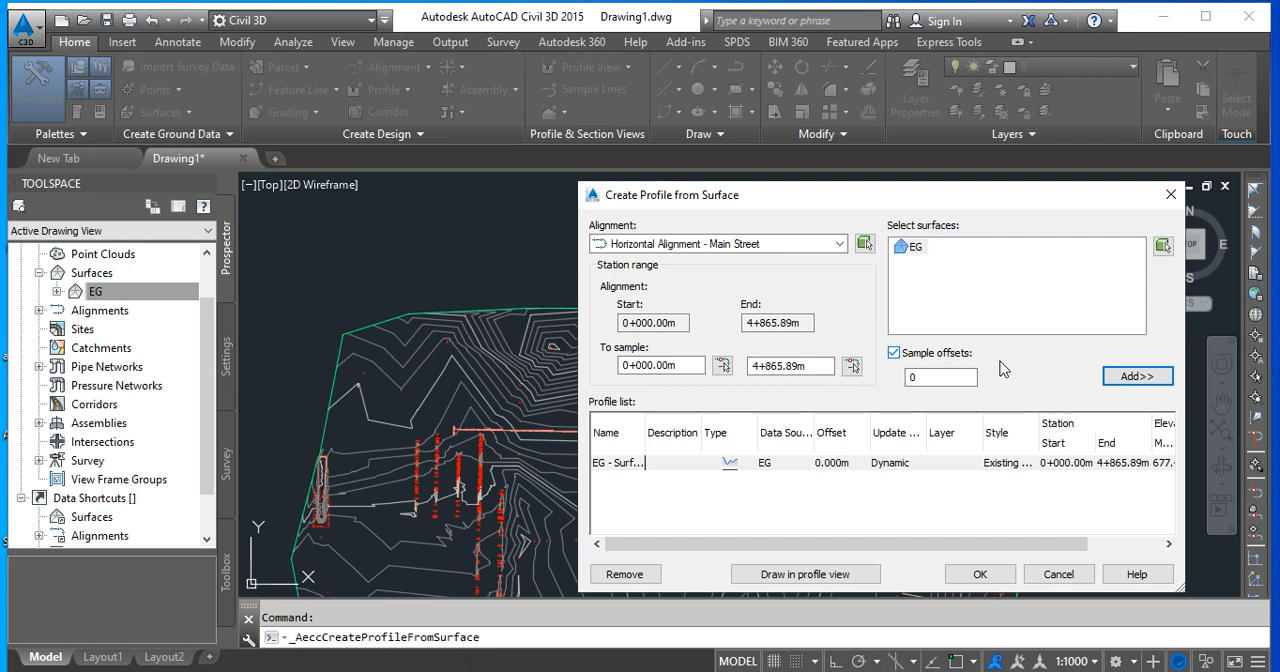 Civil 3D
Autodesk AutoCAD Civil 3D 2015 Drawing1.dwg
Type a keyword or phrase
Sign In
C3D
Home Insert Annotate Modify Analyze View Manage Output Survey Autodesk 360 Help Add-ins SPDS BIM 360 Featured Apps Express Tools
Import Survey Data Parcel Alignment Profile View
Points Feature Line Profile Assembly Sample Lines
Surfaces Grading Corridor
Layer Properties
Paste
Select Mode
0
Palettes Create Ground Data Create Design Profile & Section Views Draw Modify Layers Clipboard Touch
New Tab Drawing1*
TOOLSPACE
Active Drawing View
Point Clouds
Surfaces
EG
Alignments
Sites
Catchments
Pipe Networks
Pressure Networks
Corridors
Assemblies
Intersections
Survey
View Frame Groups
Data Shortcuts []
Surfaces
Alignments
Prospector
Settings
Survey
Toolbox
[−][Top][2D Wireframe]
Y
X
N
TOP
E
S
Create Profile from Surface
Alignment:
Horizontal Alignment - Main Street
Station range
Alignment:
Start: End:
0+000.00m 4+865.89m
To sample:
0+000.00m 4+865.89m
Select surfaces:
EG
Sample offsets:
0
Add>>
Profile list:
Name Description Type Data Sou... Offset Update ... Layer Style Station Eleva
Start End M...
EG - Surf... EG 0.000m Dynamic Existing ... 0+000.00m 4+865.89m 677.
Remove Draw in profile view OK Cancel Help
Command:
_AeccCreateProfileFromSurface
Model Layout1 Layout2 +
MODEL
1:1000